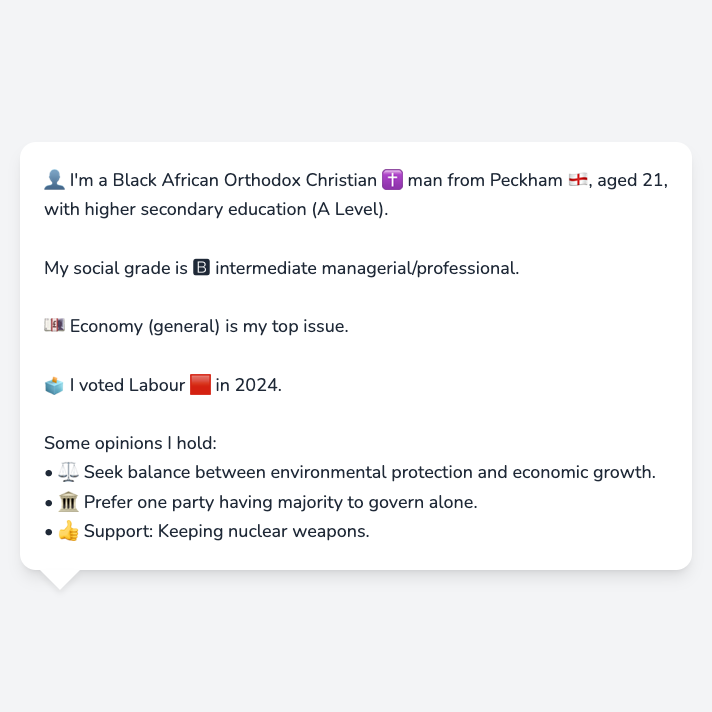 👤 I'm a Black African Orthodox Christian ✝️ man from Peckham 🏴󠁧󠁢󠁥󠁮󠁧󠁿, aged 21,
with higher secondary education (A Level).
My social grade is 🅱 intermediate managerial/professional.
💷 Economy (general) is my top issue.
🗳️ I voted Labour 🟥 in 2024.
Some opinions I hold:
• ⚖️ Seek balance between environmental protection and economic growth.
• 🏛️ Prefer one party having majority to govern alone.
• 👍 Support: Keeping nuclear weapons.